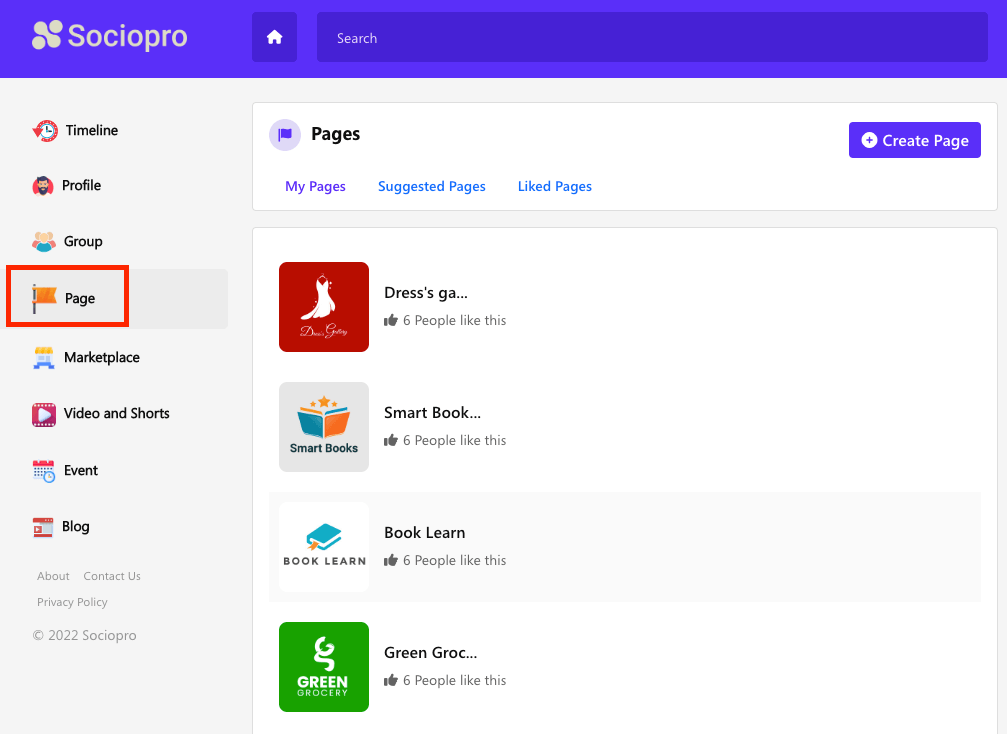 Sociopro
Search
Timeline
Profile
Group
Page
Marketplace
Video and Shorts
Event
Blog
About Contact Us
Privacy Policy
© 2022 Sociopro
Pages
Create Page
My Pages Suggested Pages Liked Pages
Dress's Gallery
Dress's ga...
6 People like this
Smart Books
Smart Book...
6 People like this
BOOK LEARN
Book Learn
6 People like this
GREEN
GROCERY
Green Groc...
6 People like this